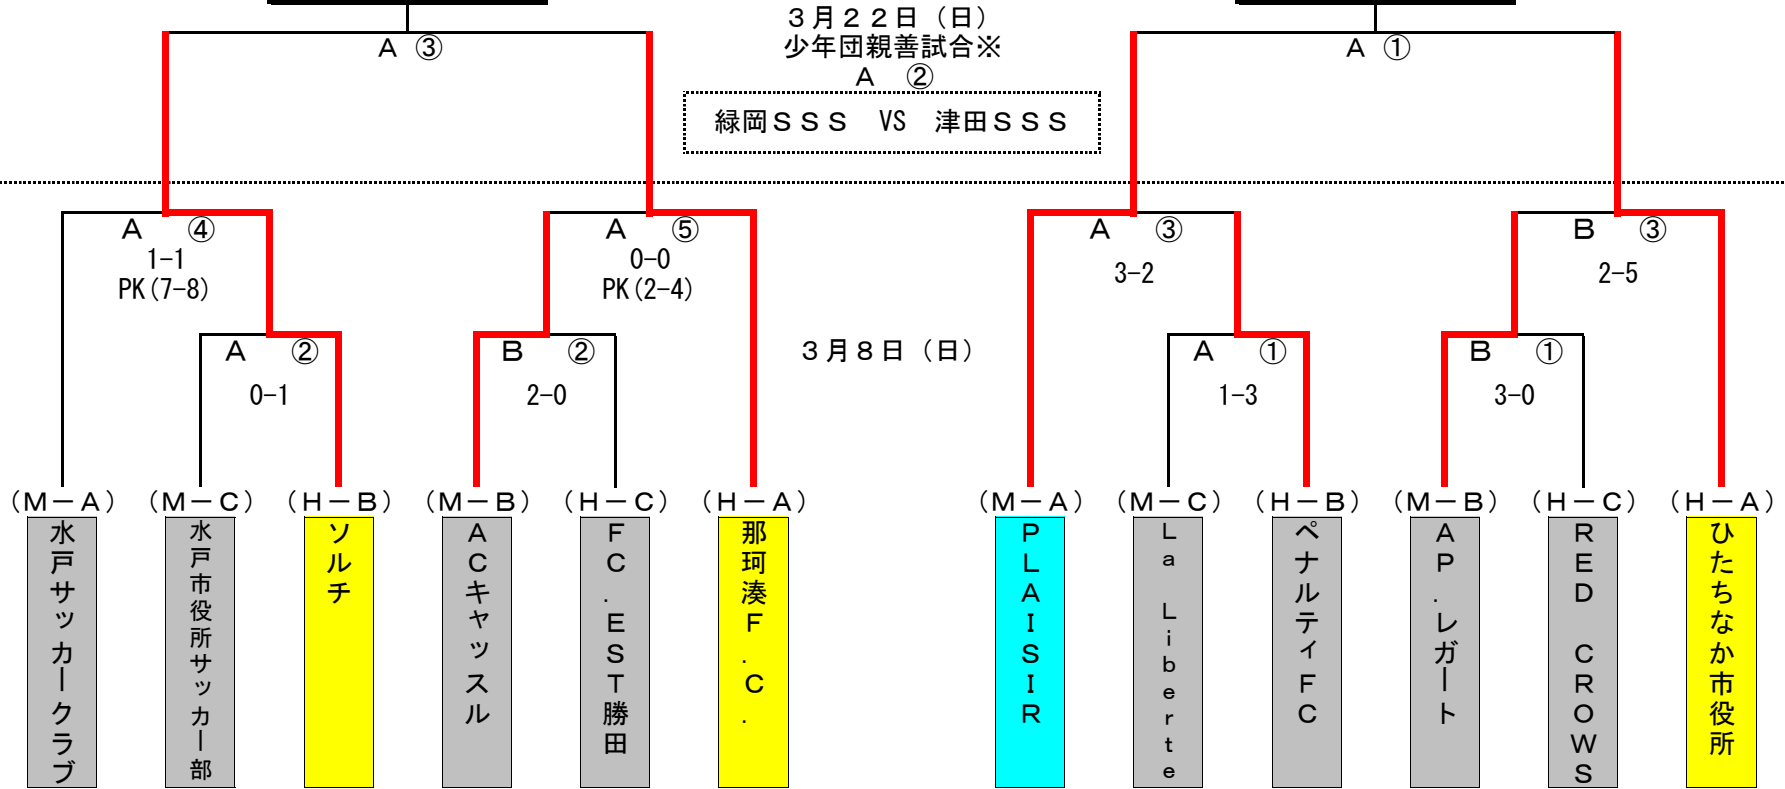 3月22日（日）
少年団親善試合※
A ②
緑岡SSS VS 津田SSS
A ③
A ①
A ④
1-1
PK(7-8)
A ⑤
0-0
PK(2-4)
A ③
3-2
B ③
2-5
3月8日（日）
A ②
0-1
B ②
2-0
A ①
1-3
B ①
3-0
（M－A）
（M－C）
（H－B）
（M－B）
（H－C）
（H－A）
（M－A）
（M－C）
（H－B）
（M－B）
（H－C）
（H－A）
水戸サッカークラブ
水戸市役所サッカー部
ソルチ
ACキャッスル
FC.EST勝田
那珂湊F.C.
PLAISIR
La Liberte
ペナルティFC
AP.レガート
RED CROWS
ひたちなか市役所